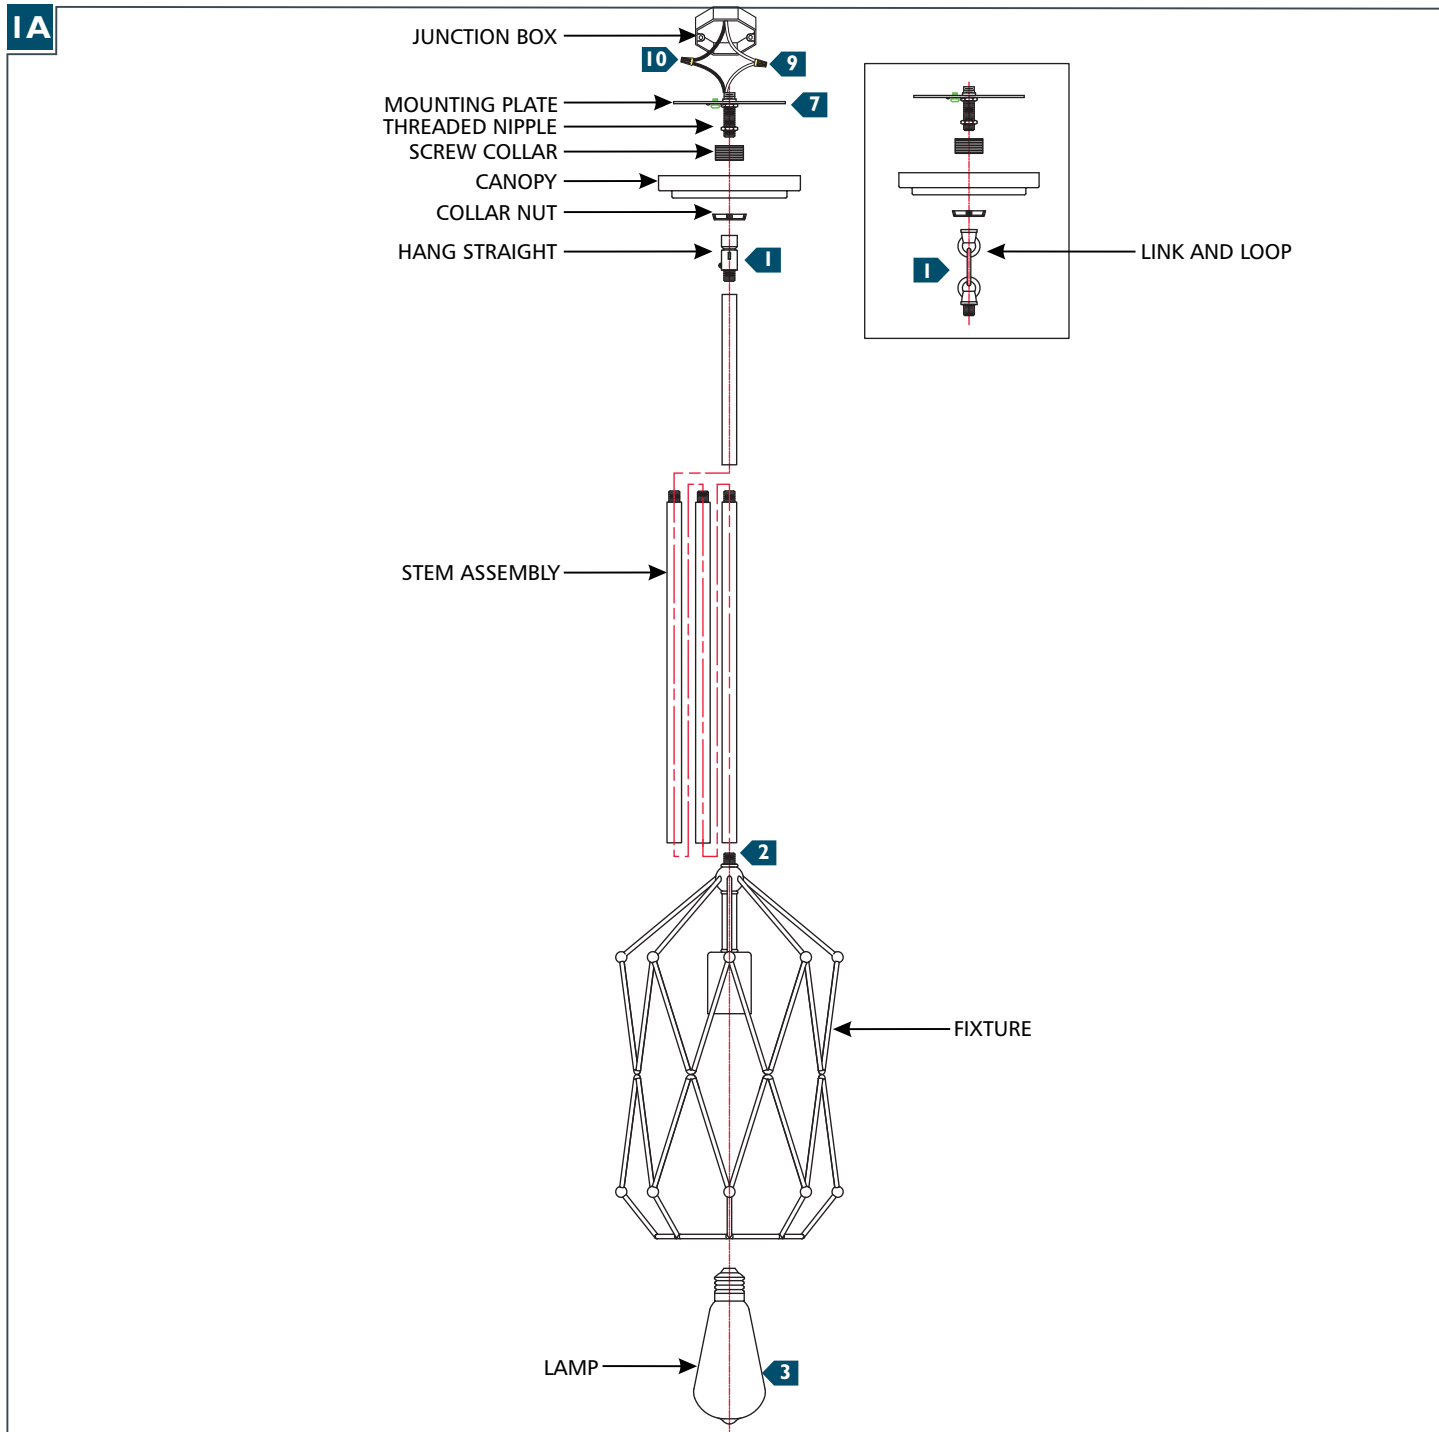 1A
JUNCTION BOX
10
9
MOUNTING PLATE
7
THREADED NIPPLE
SCREW COLLAR
CANOPY
COLLAR NUT
HANG STRAIGHT
1
LINK AND LOOP
1
STEM ASSEMBLY
2
FIXTURE
LAMP
3